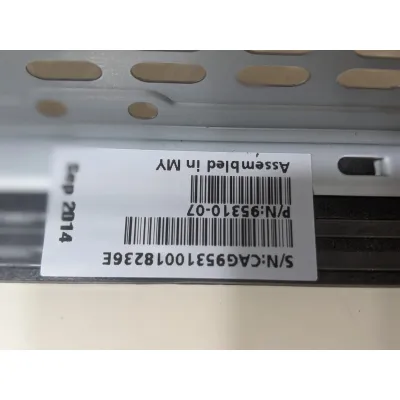 S/N:CAG95310018236E
P/N:95310-07
Assembled in MY
Sep 2014